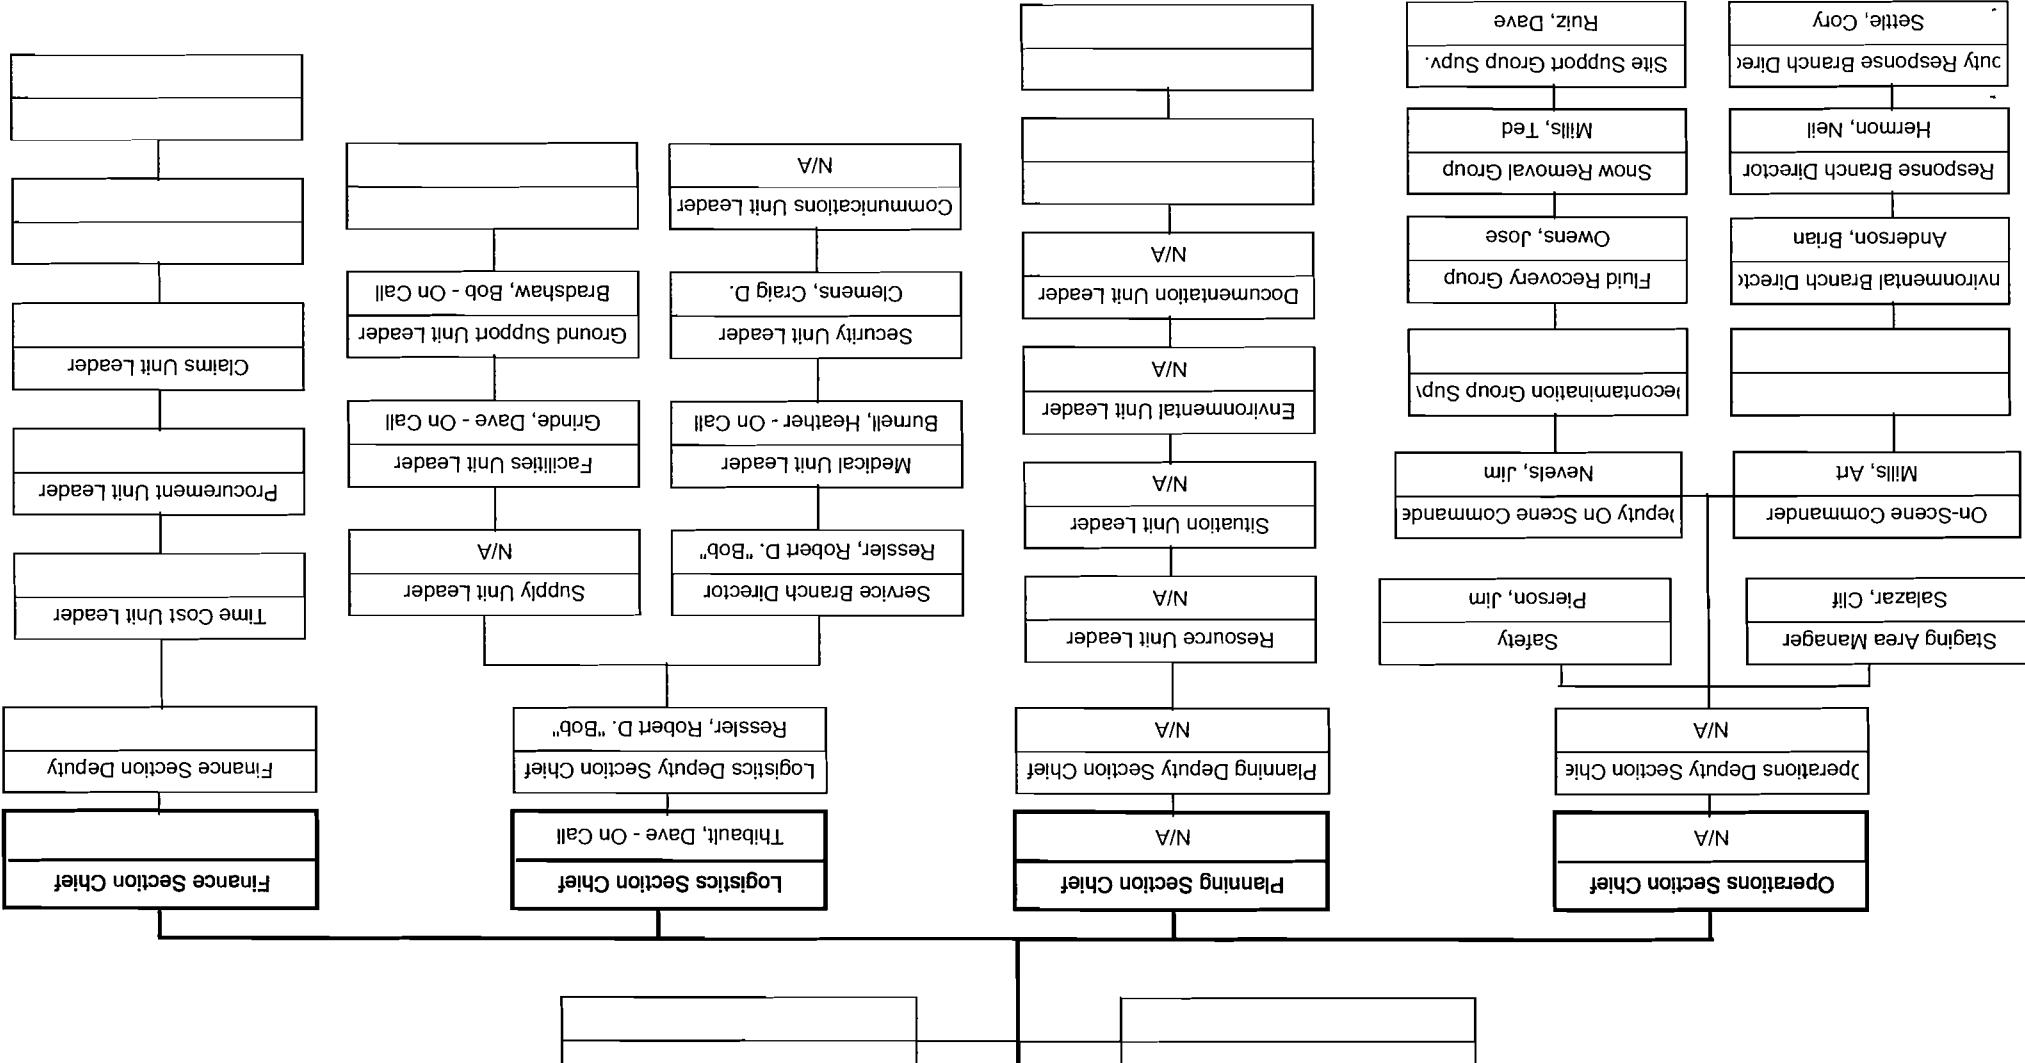 Operations Section Chief
N/A
Operations Deputy Section Chie
N/A
Staging Area Manager
Salazar, Clif
Safety
Pierson, Jim
On-Scene Commander
Mills, Art
eputy On Scene Commande
Nevels, Jim
nvironmental Branch Directo
Anderson, Brian
Response Branch Director
Hermon, Neil
outy Response Branch Direc
Settle, Cory
econtamination Group Supv
Fluid Recovery Group
Owens, Jose
Snow Removal Group
Mills, Ted
Site Support Group Supv.
Ruiz, Dave
Planning Section Chief
N/A
Planning Deputy Section Chief
N/A
Resource Unit Leader
N/A
Situation Unit Leader
N/A
Environmental Unit Leader
N/A
Documentation Unit Leader
N/A
Logistics Section Chief
Thibault, Dave - On Call
Logistics Deputy Section Chief
Ressler, Robert D. "Bob"
Service Branch Director
Ressler, Robert D. "Bob"
Medical Unit Leader
Burnell, Heather - On Call
Security Unit Leader
Clemens, Craig D.
Communications Unit Leader
N/A
Supply Unit Leader
N/A
Facilities Unit Leader
Grinde, Dave - On Call
Ground Support Unit Leader
Bradshaw, Bob - On Call
Finance Section Chief
Finance Section Deputy
Time Cost Unit Leader
Procurement Unit Leader
Claims Unit Leader